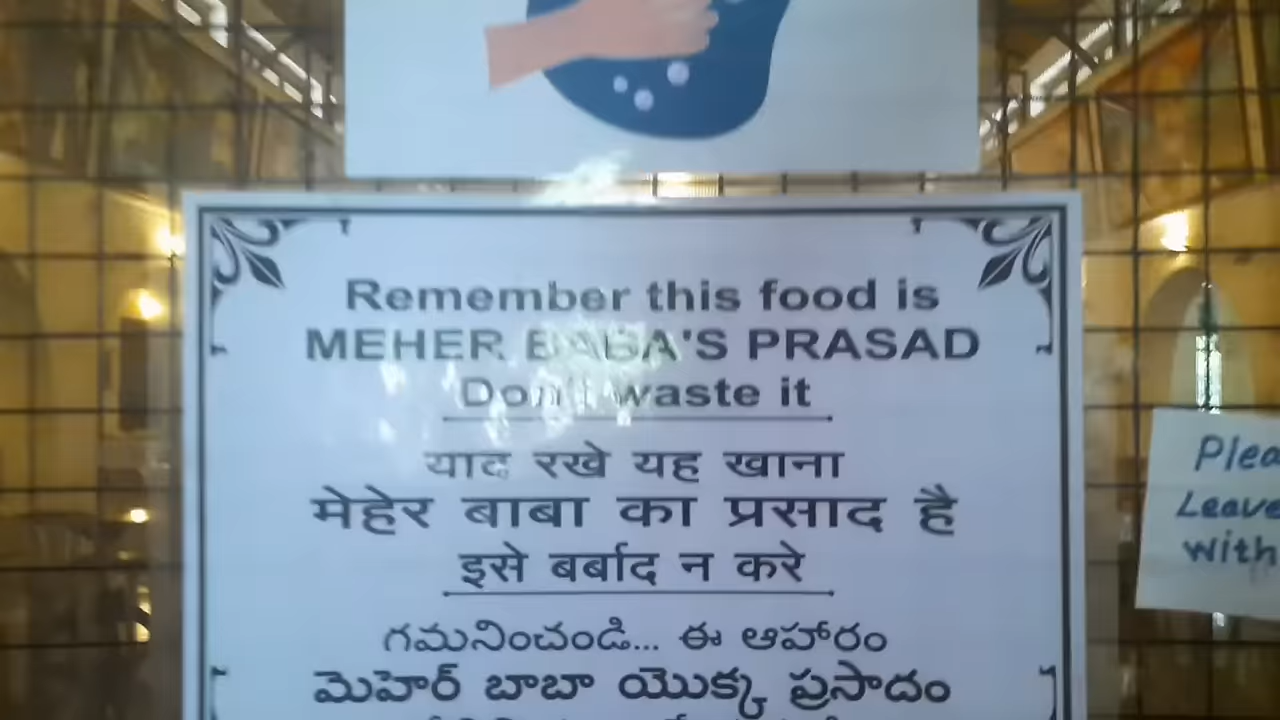 Remember this food is
MEHER BABA'S PRASAD
Don't waste it
याद रखे यह खाना
मेहेर बाबा का प्रसाद है
इसे बर्बाद न करे
గమనించండి... ఈ ఆహారం
మెహెర్ బాబా యొక్క ప్రసాదం
Leave
With